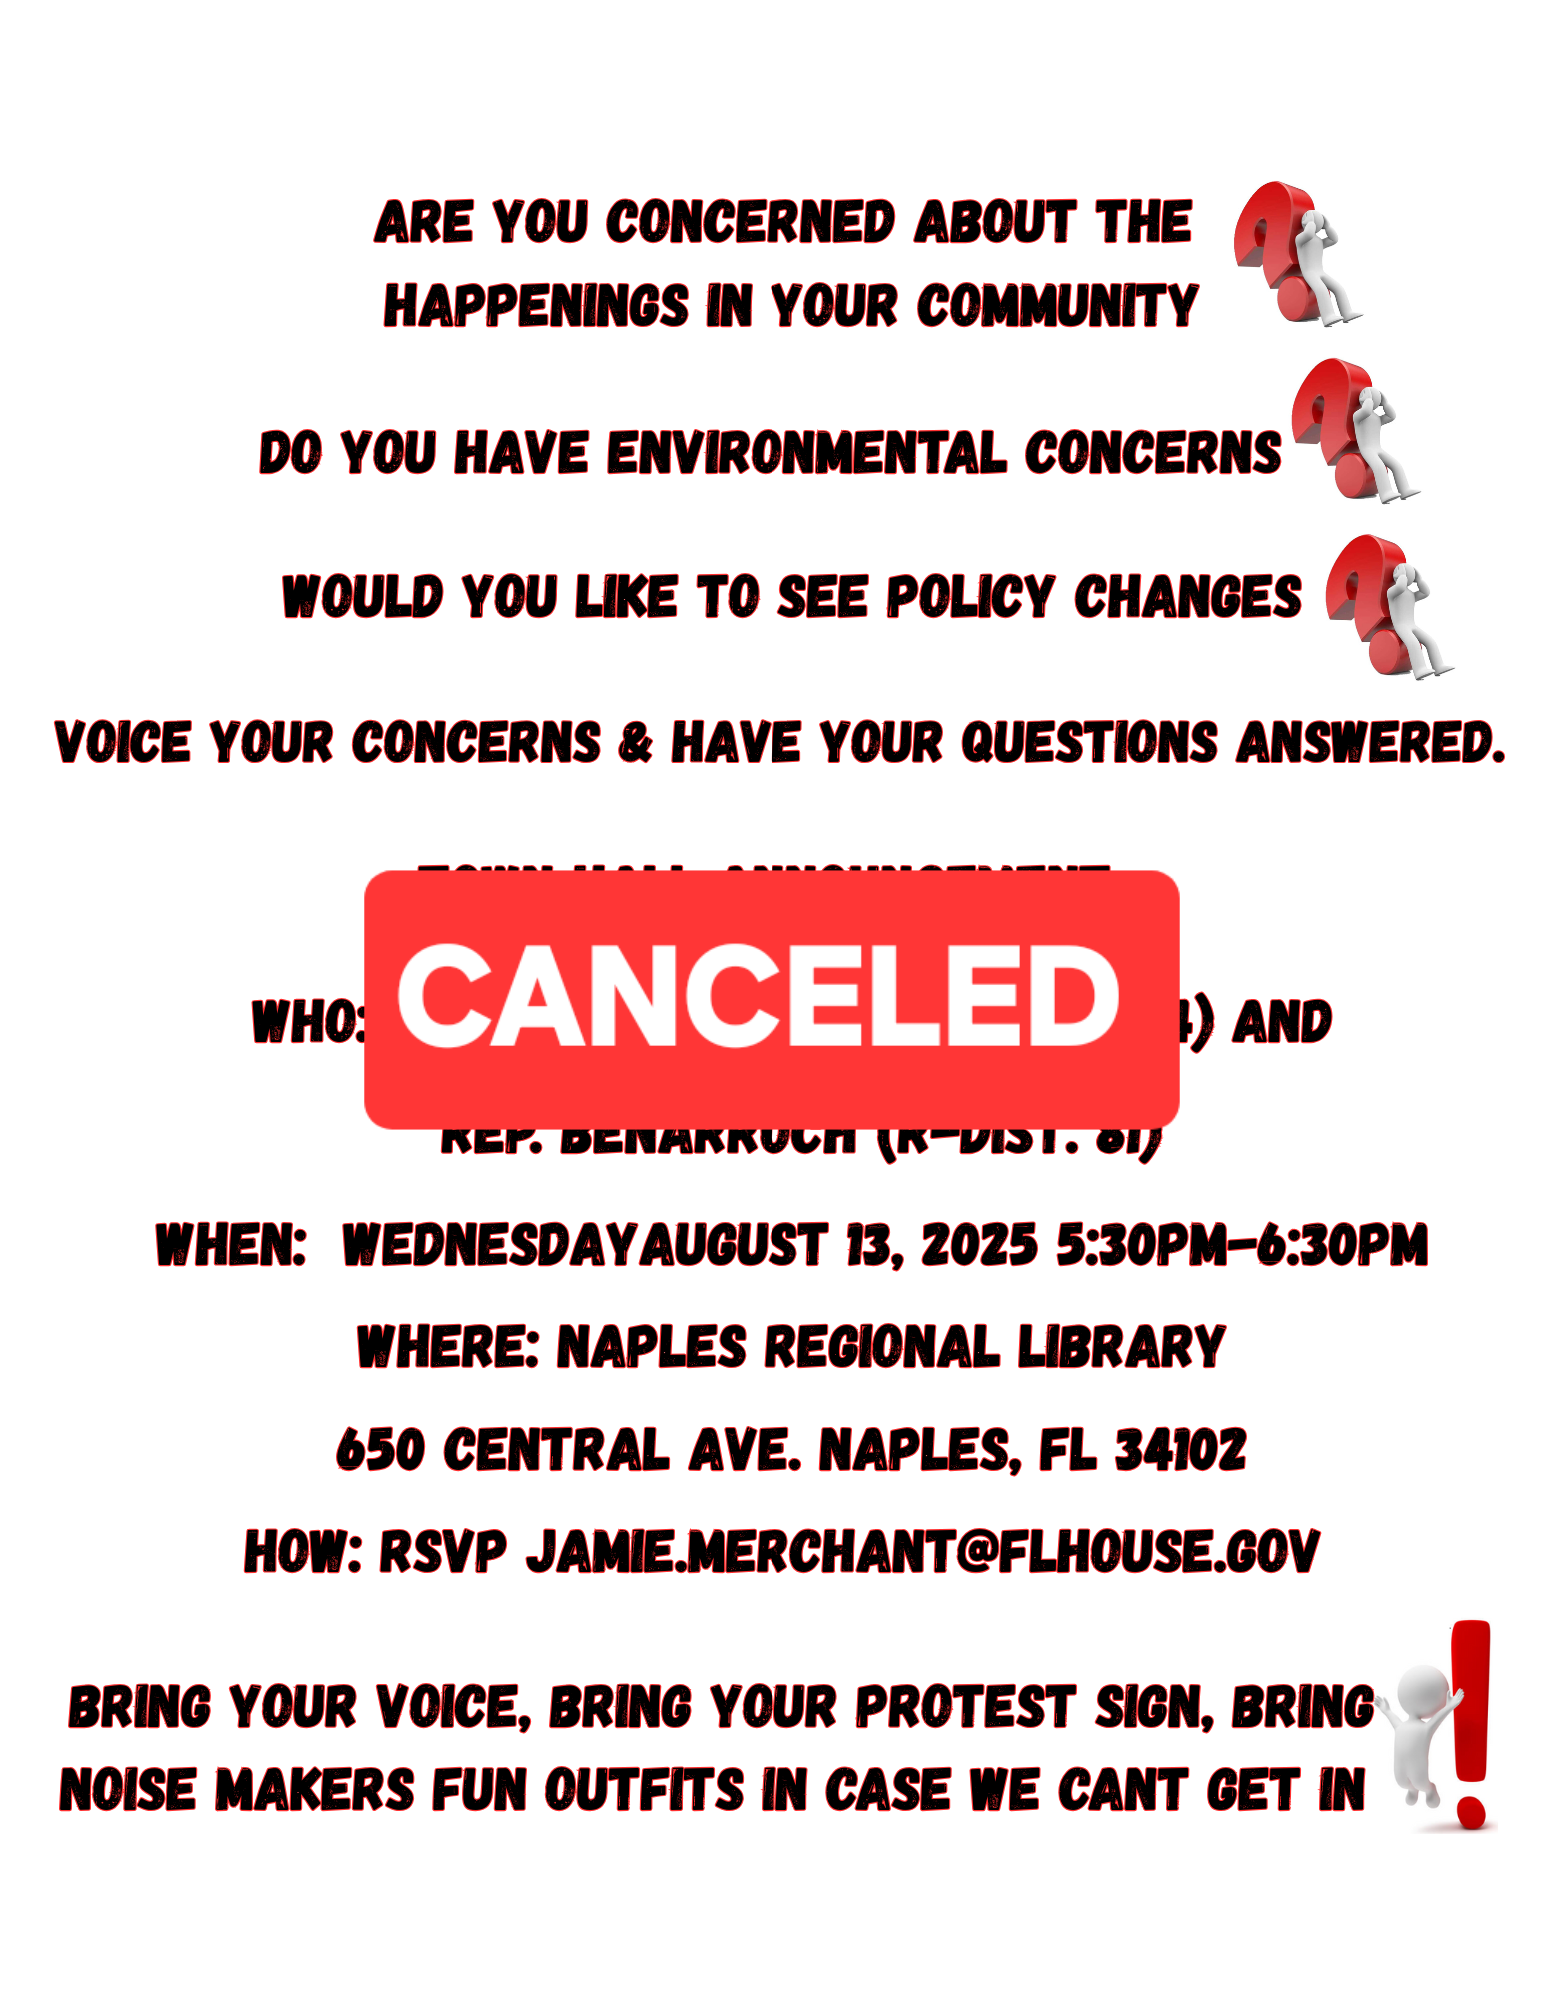 ARE YOU CONCERNED ABOUT THE
HAPPENINGS IN YOUR COMMUNITY
DO YOU HAVE ENVIRONMENTAL CONCERNS
WOULD YOU LIKE TO SEE POLICY CHANGES
VOICE YOUR CONCERNS & HAVE YOUR QUESTIONS ANSWERED.
TOWN HALL ANNOUNCEMENT
CANCELED
WHO: 4) AND
REP. BENARROCH (R-DIST. 81)
WHEN: WEDNESDAYAUGUST 13, 2025 5:30PM-6:30PM
WHERE: NAPLES REGIONAL LIBRARY
650 CENTRAL AVE. NAPLES, FL 34102
HOW: RSVP JAMIE.MERCHANT@FLHOUSE.GOV
BRING YOUR VOICE, BRING YOUR PROTEST SIGN, BRING
NOISE MAKERS FUN OUTFITS IN CASE WE CANT GET IN